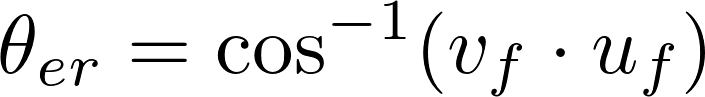 θ_{er} = cos^{-1}(v_f · u_f)